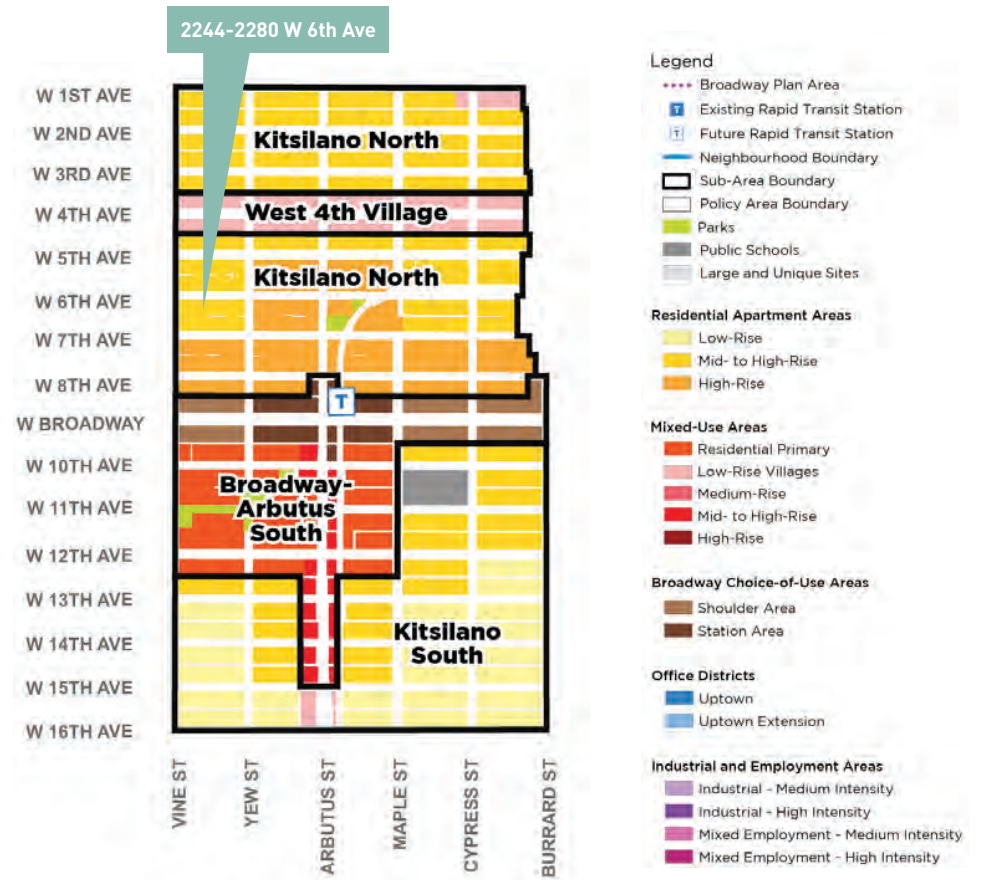 2244-2280 W 6th Ave
W 1ST AVE
W 2ND AVE
W 3RD AVE
W 4TH AVE
W 5TH AVE
W 6TH AVE
W 7TH AVE
W 8TH AVE
W BROADWAY
W 10TH AVE
W 11TH AVE
W 12TH AVE
W 13TH AVE
W 14TH AVE
W 15TH AVE
W 16TH AVE
Kitsilano North
West 4th Village
Kitsilano North
T
Broadway-
Arbutus
South
Kitsilano
South
VINE ST
YEW ST
ARBUTUS ST
MAPLE ST
CYPRESS ST
BURRARD ST
Legend
Broadway Plan Area
T Existing Rapid Transit Station
T Future Rapid Transit Station
Neighbourhood Boundary
Sub-Area Boundary
Policy Area Boundary
Parks
Public Schools
Large and Unique Sites
Residential Apartment Areas
Low-Rise
Mid- to High-Rise
High-Rise
Mixed-Use Areas
Residential Primary
Low-Rise Villages
Medium-Rise
Mid- to High-Rise
High-Rise
Broadway Choice-of-Use Areas
Shoulder Area
Station Area
Office Districts
Uptown
Uptown Extension
Industrial and Employment Areas
Industrial - Medium Intensity
Industrial - High Intensity
Mixed Employment - Medium Intensity
Mixed Employment - High Intensity